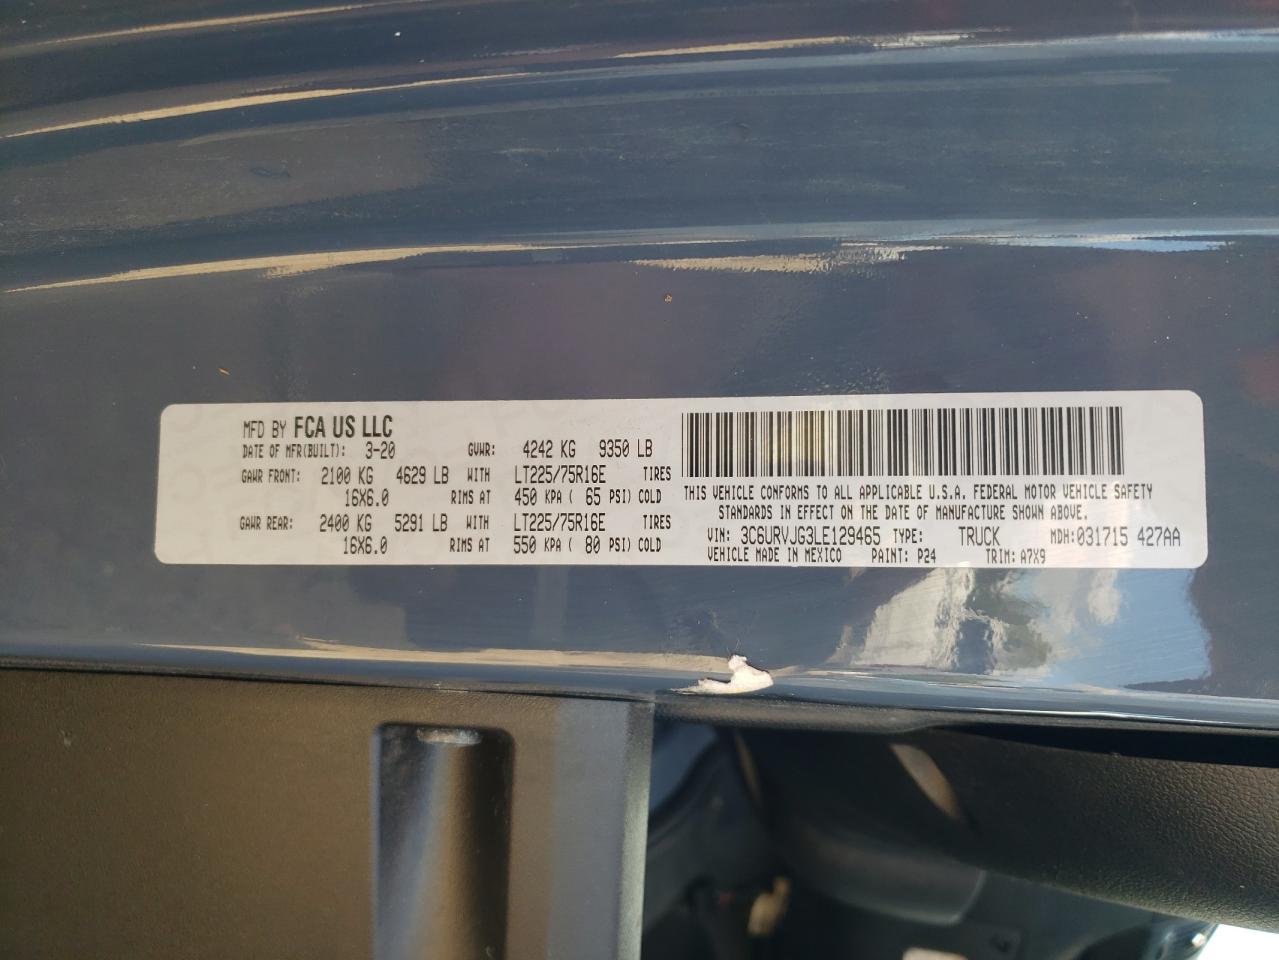 MFD BY FCA US LLC
DATE OF MFR(BUILT): 3-20 GVWR: 4242 KG 9350 LB
GAWR FRONT: 2100 KG 4629 LB WITH LT225/75R16E TIRES
16X6.0 RIMS AT 450 KPA ( 65 PSI) COLD
GAWR REAR: 2400 KG 5291 LB WITH LT225/75R16E TIRES
16X6.0 RIMS AT 550 KPA ( 80 PSI) COLD
THIS VEHICLE CONFORMS TO ALL APPLICABLE U.S.A. FEDERAL MOTOR VEHICLE SAFETY
STANDARDS IN EFFECT ON THE DATE OF MANUFACTURE SHOWN ABOVE.
VIN: 3C6URVJG3LE129465 TYPE: TRUCK MDH:031715 427AA
VEHICLE MADE IN MEXICO PAINT: P24 TRIM: A7X9